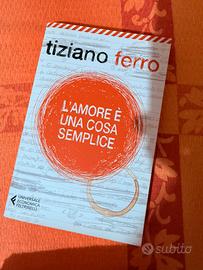 tiziano ferro
L'AMORE È
UNA COSA
SEMPLICE
UNIVERSALE
ECONOMICA
FELTRINELLI
subito